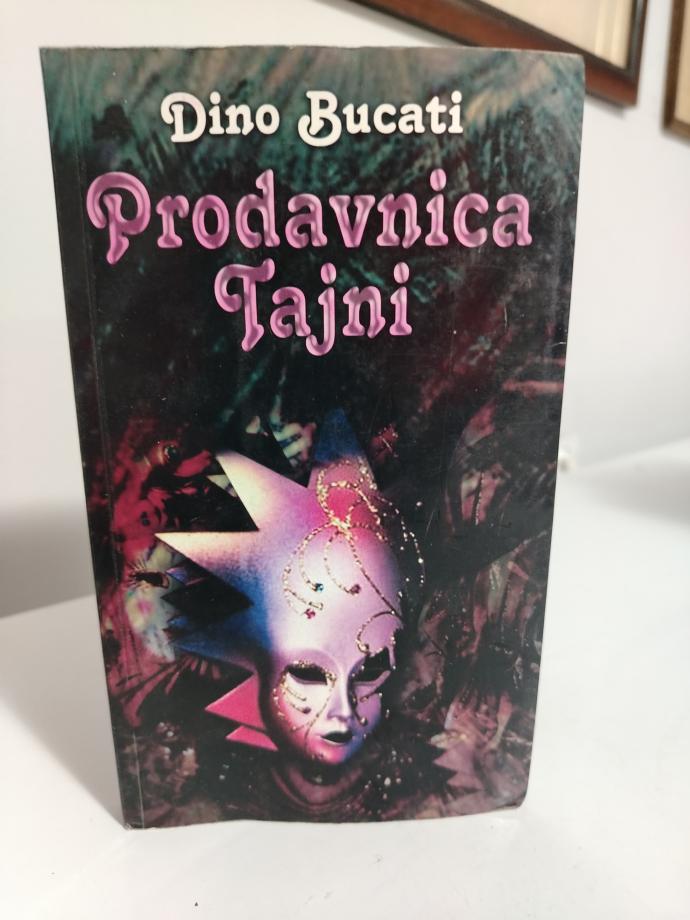 Dino Bucati
Prodavnica
Tajni